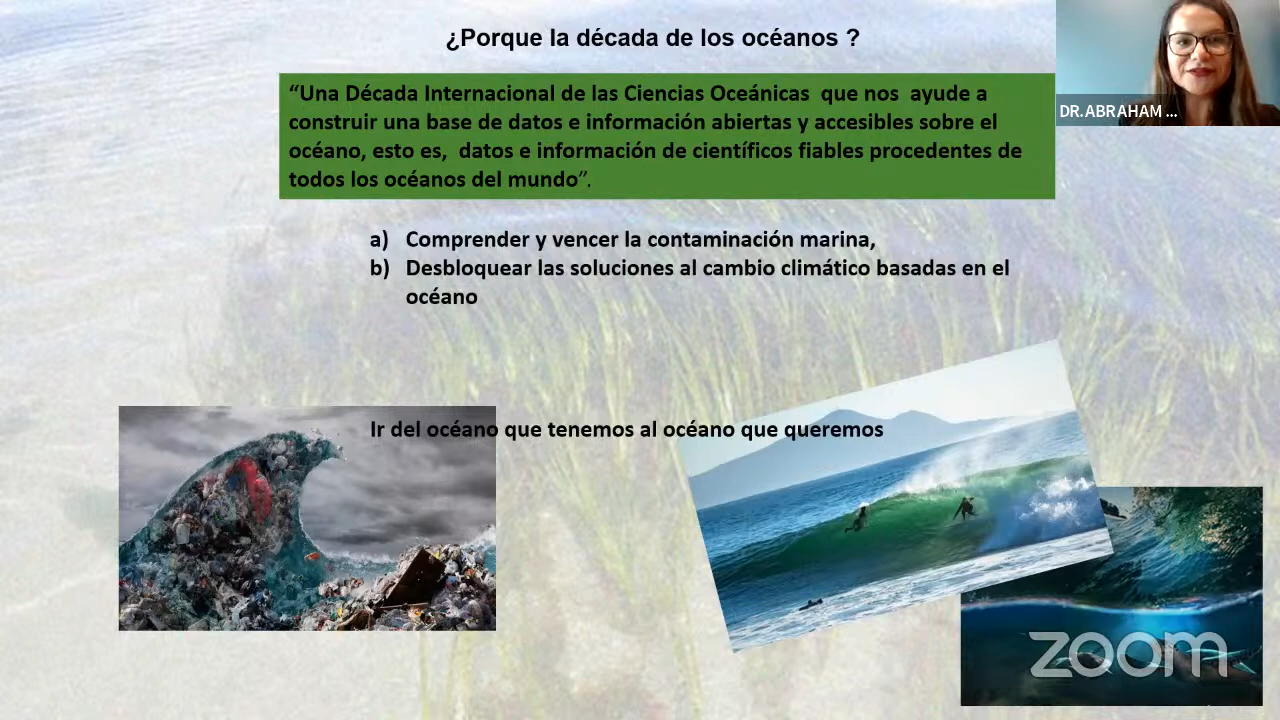 ¿Porque la década de los océanos ?
“Una Década Internacional de las Ciencias Oceánicas que nos ayude a
construir una base de datos e información abiertas y accesibles sobre el
océano, esto es, datos e información de científicos fiables procedentes de
todos los océanos del mundo”.
DR.ABRAHAM ...
a) Comprender y vencer la contaminación marina,
b) Desbloquear las soluciones al cambio climático basadas en el
océano
Ir del océano que tenemos al océano que queremos
zoom